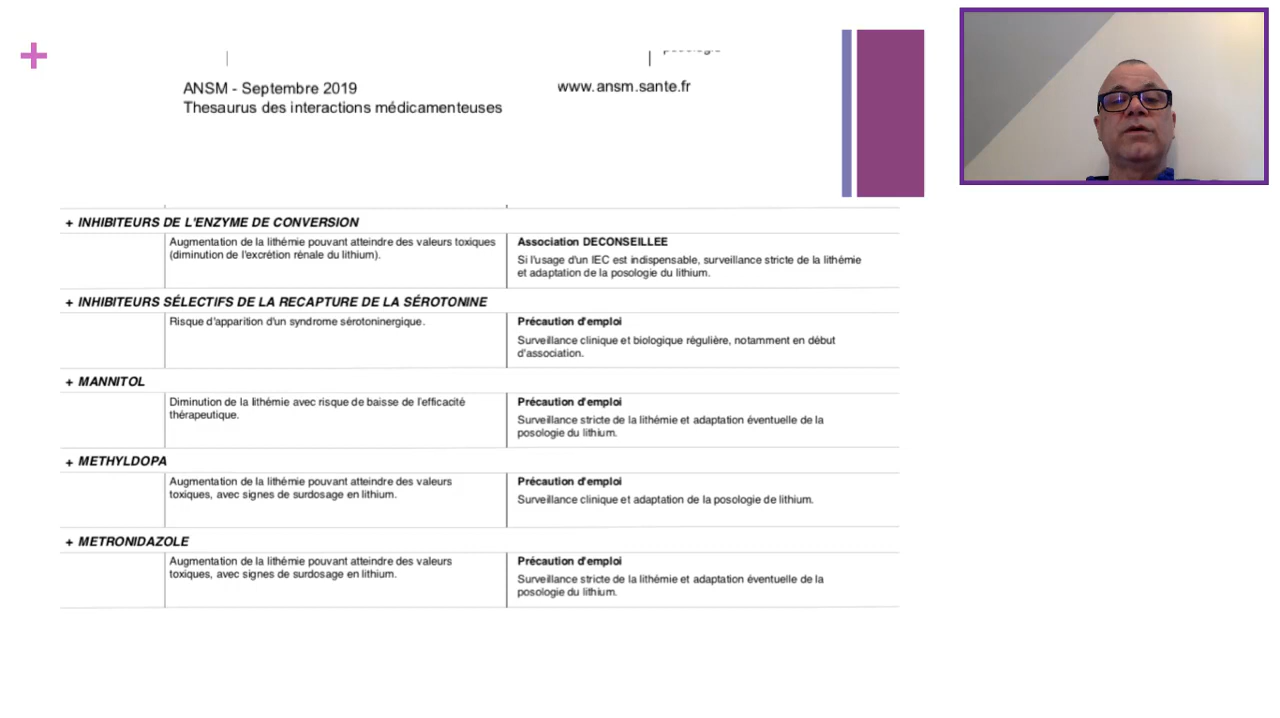 ANSM - Septembre 2019
www.ansm.sante.fr
Thesaurus des interactions médicamenteuses
+ INHIBITEURS DE L'ENZYME DE CONVERSION
Augmentation de la lithémie pouvant atteindre des valeurs toxiques
(diminution de l'excrétion rénale du lithium).
Association DECONSEILLEE
Si l'usage d'un IEC est indispensable, surveillance stricte de la lithémie
et adaptation de la posologie du lithium.
+ INHIBITEURS SÉLECTIFS DE LA RECAPTURE DE LA SÉROTONINE
Risque d'apparition d'un syndrome sérotoninergique.
Précaution d'emploi
Surveillance clinique et biologique régulière, notamment en début
d'association.
+ MANNITOL
Diminution de la lithémie avec risque de baisse de l'efficacité
thérapeutique.
Précaution d'emploi
Surveillance stricte de la lithémie et adaptation éventuelle de la
posologie du lithium.
+ METHYLDOPA
Augmentation de la lithémie pouvant atteindre des valeurs
toxiques, avec signes de surdosage en lithium.
Précaution d'emploi
Surveillance clinique et adaptation de la posologie de lithium.
+ METRONIDAZOLE
Augmentation de la lithémie pouvant atteindre des valeurs
toxiques, avec signes de surdosage en lithium.
Précaution d'emploi
Surveillance stricte de la lithémie et adaptation éventuelle de la
posologie du lithium.